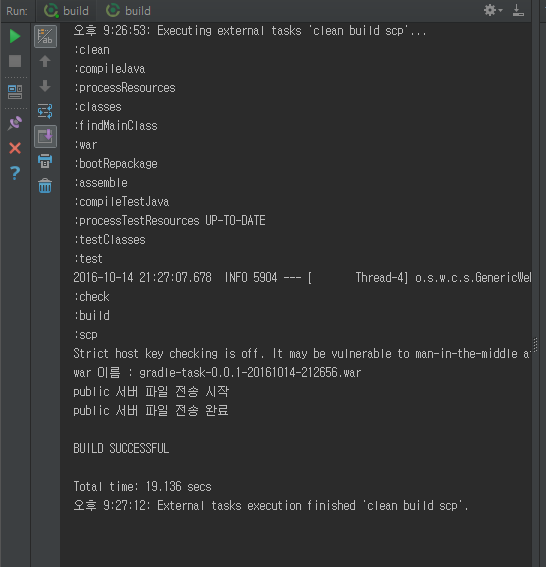 Run: build build
오후 9:26:53: Executing external tasks 'clean build scp'...
:clean
:compileJava
:processResources
:classes
:findMainClass
:war
:bootRepackage
:assemble
:compileTestJava
:processTestResources UP-TO-DATE
:testClasses
:test
2016-10-14 21:27:07.678  INFO 5904 --- [       Thread-4] o.s.w.c.s.GenericWeb
:check
:build
:scp
Strict host key checking is off. It may be vulnerable to man-in-the-middle a
war 이름 : gradle-task-0.0.1-20161014-212656.war
public 서버 파일 전송 시작
public 서버 파일 전송 완료
BUILD SUCCESSFUL
Total time: 19.136 secs
오후 9:27:12: External tasks execution finished 'clean build scp'.